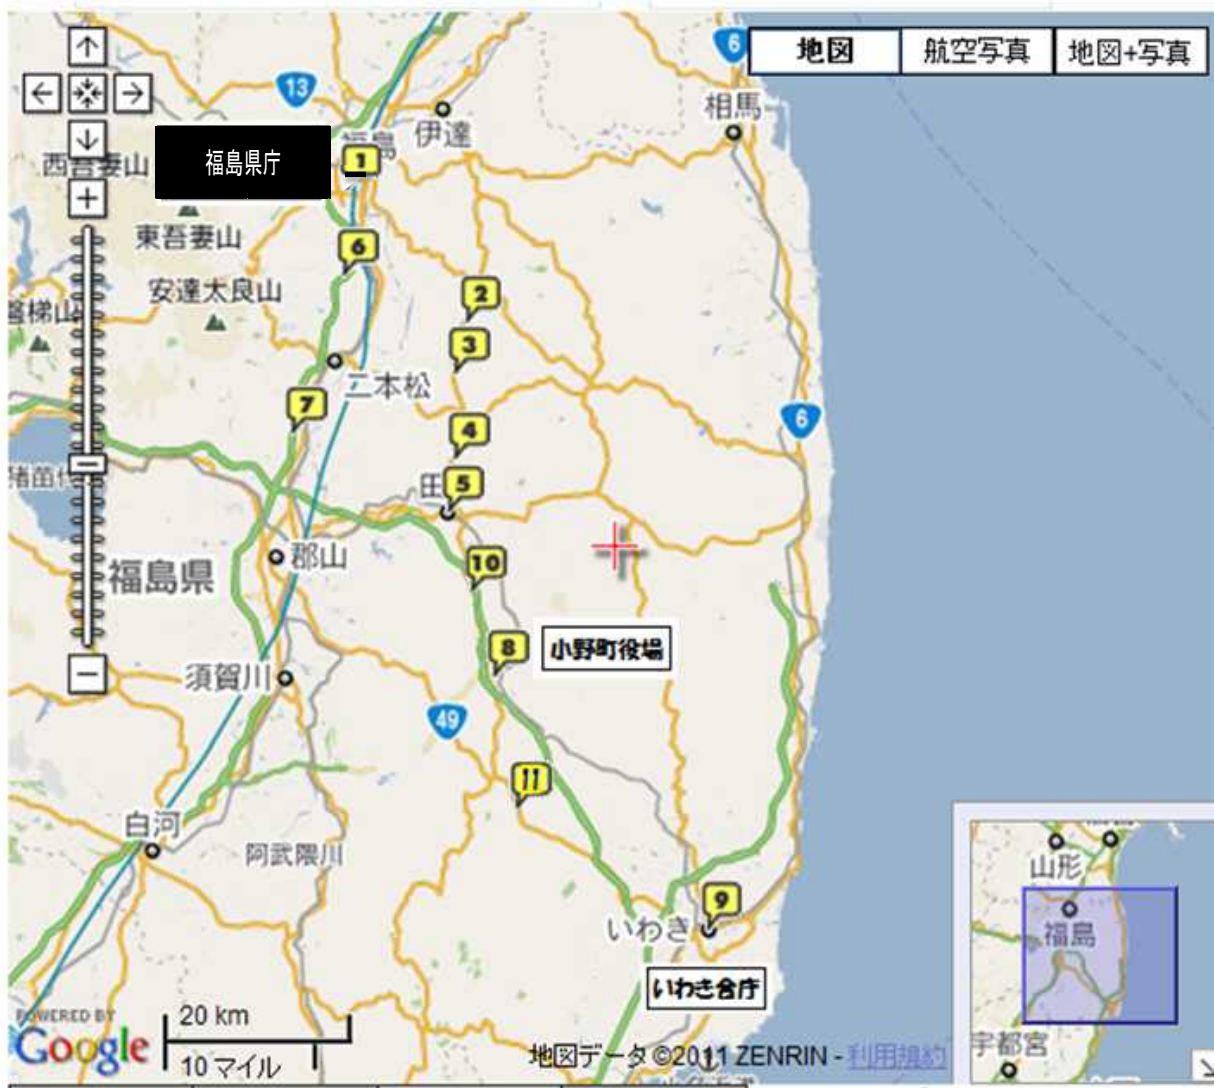 6
地図
航空写真
地図+写真
13
相馬
伊達
福島県庁
1
西吾妻山
東吾妻山
6
安達太良山
2
盤梯山
3
二本松
7
4
6
5
10
郡山
福島県
8
小野町役場
須賀川
49
11
白河
阿武隈川
山形
9
いわき
福島
いわき合庁
POWERED BY
Google
20 km
10 マイル
地図データ ©2011 ZENRIN - 利用規約
宇都宮